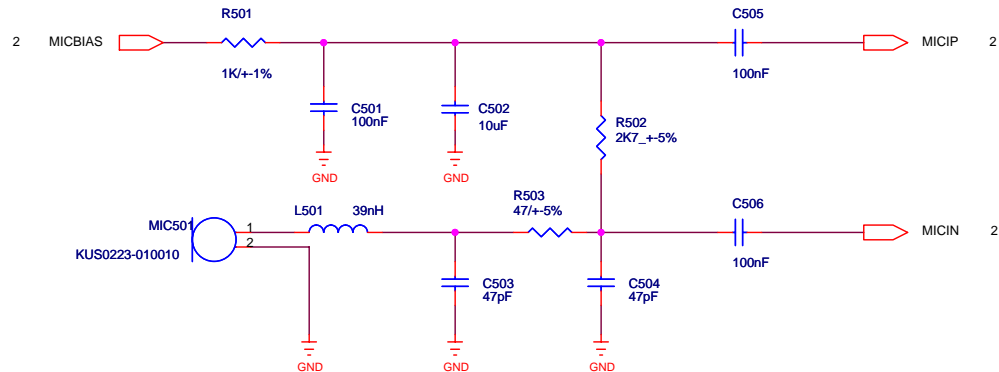 R501
C505
2 MICBIAS
MICIP 2
1K/+-1%
100nF
C501
100nF
C502
10uF
R502
2K7_+-5%
GND
GND
R503
47/+-5%
C506
MIC501
L501 39nH
1
2
MICIN 2
KUS0223-010010
100nF
C503
47pF
C504
47pF
GND
GND
GND